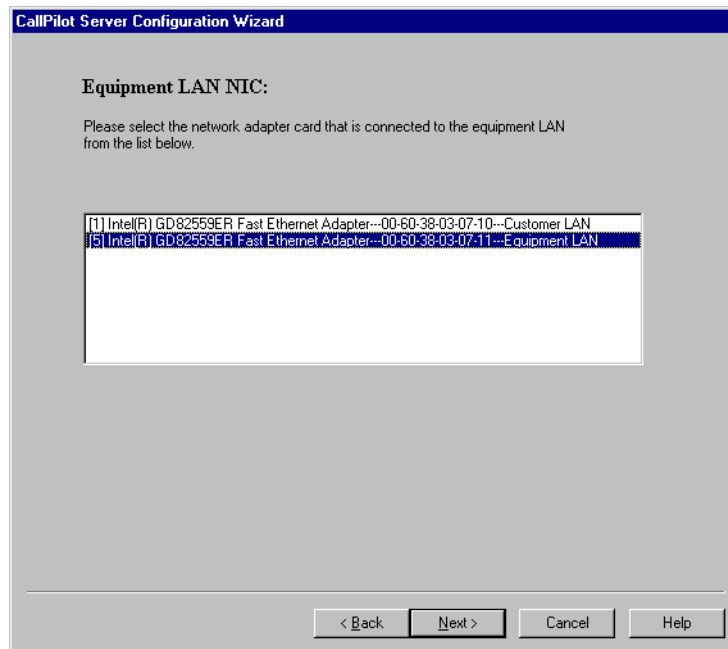 CallPilot Server Configuration Wizard
Equipment LAN NIC:
Please select the network adapter card that is connected to the equipment LAN
from the list below.
[1] Intel(R) GD82559ER Fast Ethernet Adapter---00-60-38-03-07-10---Customer LAN
[5] Intel(R) GD82559ER Fast Ethernet Adapter---00-60-38-03-07-11---Equipment LAN
< Back
Next >
Cancel
Help